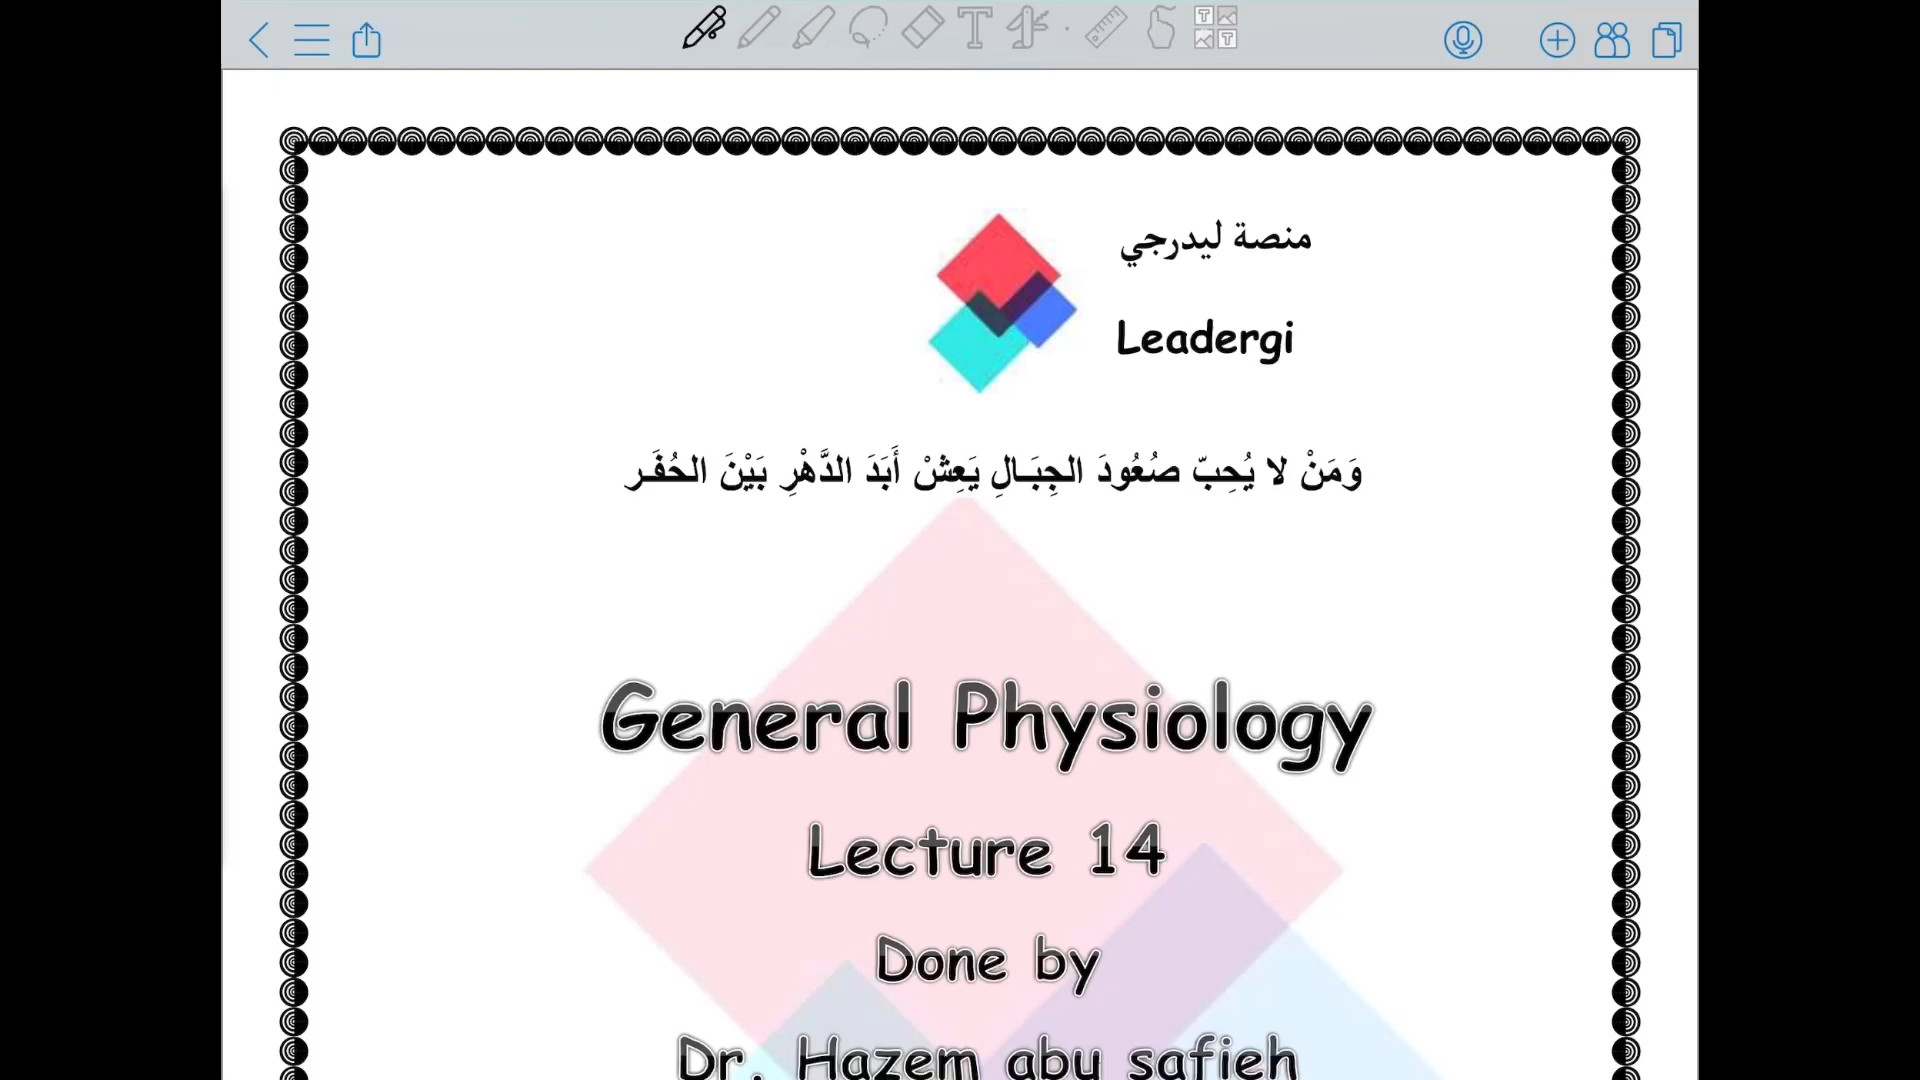 منصة ليدرجي
Leadergi
وَمَنْ لا يُحِبّ صُعُودَ الجِبَـالِ يَعِشْ أَبَدَ الدَّهْرِ بَيْنَ الحُفَـر
General Physiology
Lecture 14
Done by
Dr. Hazem abu safieh